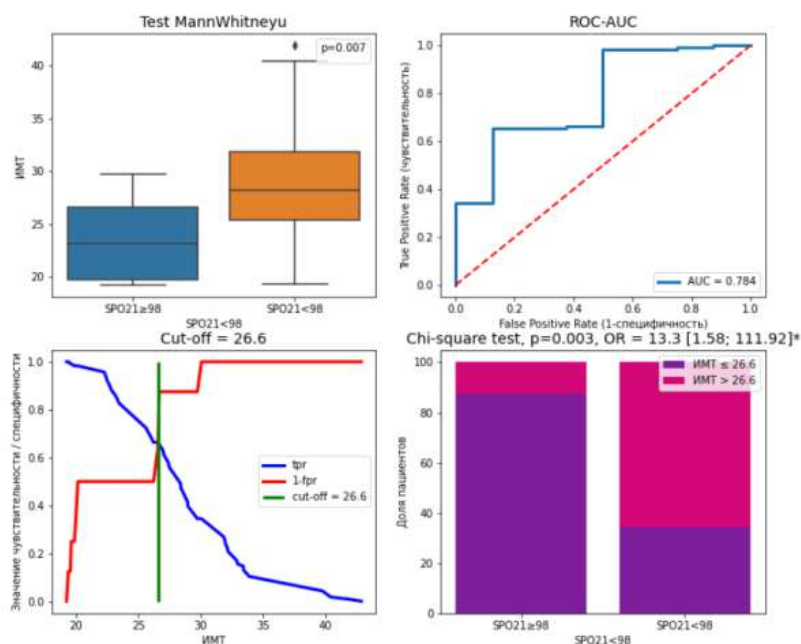 Test MannWhitneyu
p=0.007
ИМТ
40
35
30
25
20
SPO21≥98
SPO21<98
SPO21<98
ROC-AUC
True Positive Rate (чувствительность)
1.0
0.8
0.6
0.4
0.2
0.0
AUC = 0.784
0.0 0.2 0.4 0.6 0.8 1.0
False Positive Rate (1-специфичность)
Cut-off = 26.6
Значение чувствительности / специфичности
1.0
0.8
0.6
0.4
0.2
0.0
tpr
1-fpr
cut-off = 26.6
20 25 30 35 40
ИМТ
Chi-square test, p=0.003, OR = 13.3 [1.58; 111.92]*
Доля пациентов
100
80
60
40
20
0
ИМТ ≤ 26.6
ИМТ > 26.6
SPO21≥98
SPO21<98
SPO21<98